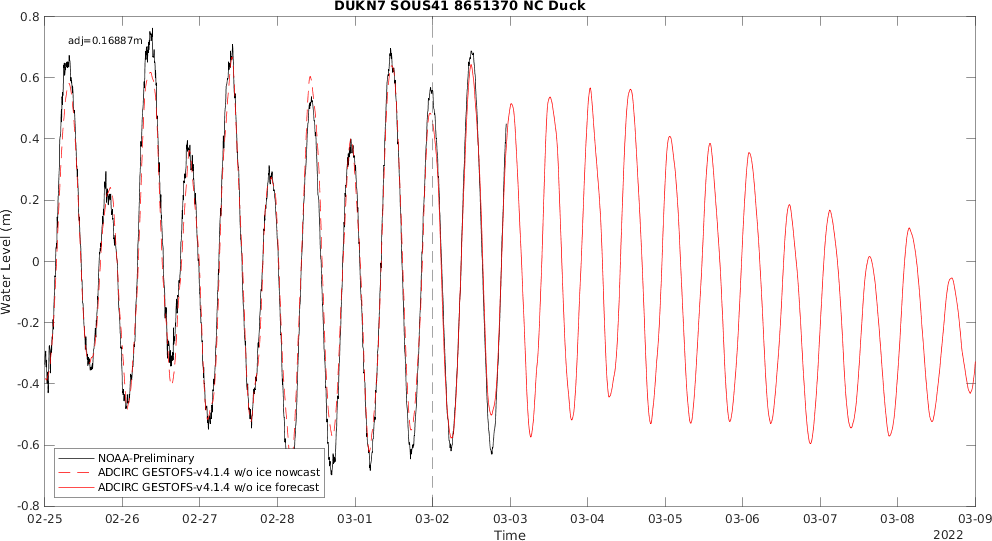 DUKN7 SOUS41 8651370 NC Duck
adj=0.16887m
0.8
0.6
0.4
0.2
0
-0.2
-0.4
-0.6
-0.8
Water Level (m)
NOAA-Preliminary
ADCIRC GESTOFS-v4.1.4 w/o ice nowcast
ADCIRC GESTOFS-v4.1.4 w/o ice forecast
02-25 02-26 02-27 02-28 03-01 03-02 03-03 03-04 03-05 03-06 03-07 03-08 03-09
Time
2022